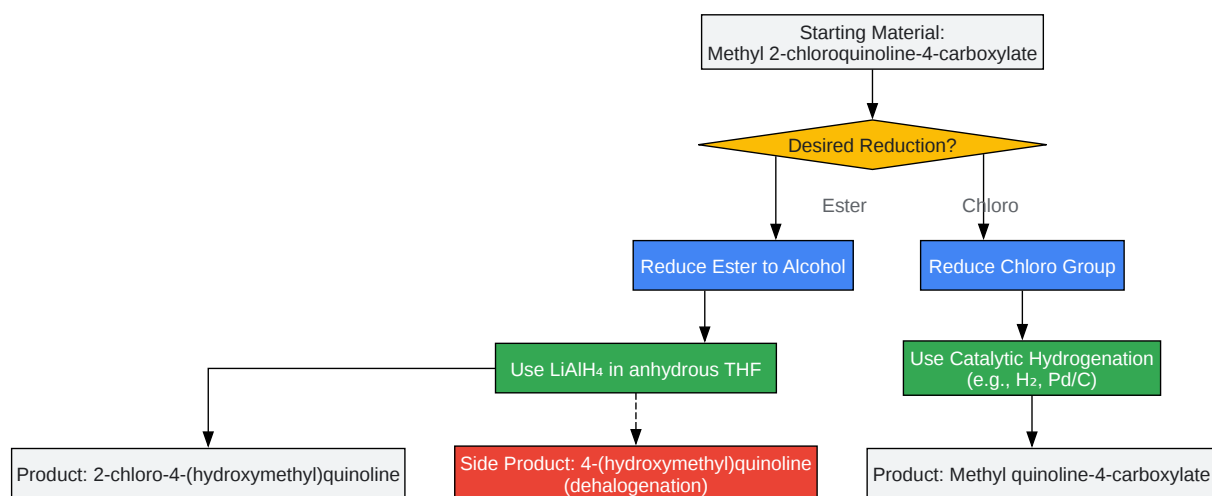 Starting Material:
Methyl 2-chloroquinoline-4-carboxylate
Desired Reduction?
Ester
Chloro
Reduce Ester to Alcohol
Reduce Chloro Group
Use LiAlH₄ in anhydrous THF
Use Catalytic Hydrogenation
(e.g., H₂, Pd/C)
Product: 2-chloro-4-(hydroxymethyl)quinoline
Side Product: 4-(hydroxymethyl)quinoline
(dehalogenation)
Product: Methyl quinoline-4-carboxylate